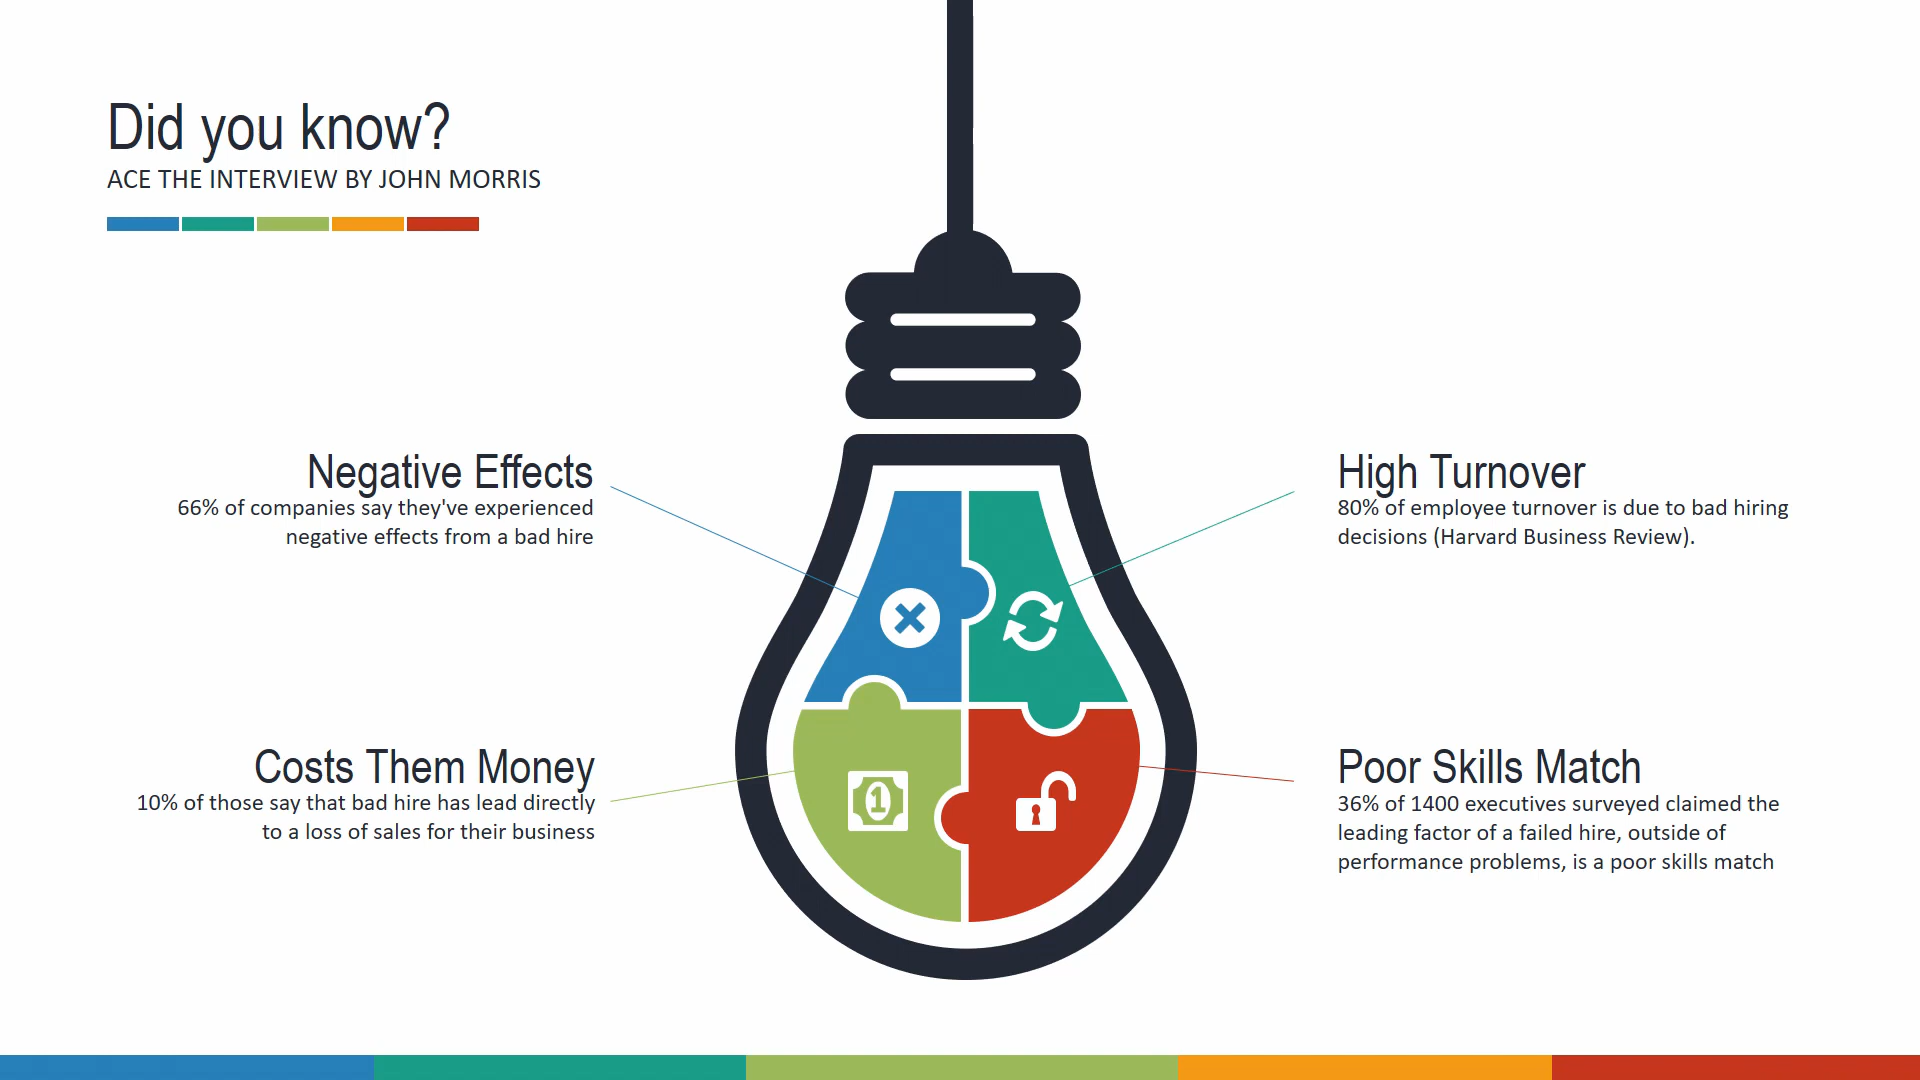 Did you know?
ACE THE INTERVIEW BY JOHN MORRIS
Negative Effects
66% of companies say they've experienced
negative effects from a bad hire
High Turnover
80% of employee turnover is due to bad hiring
decisions (Harvard Business Review).
Costs Them Money
10% of those say that bad hire has lead directly
to a loss of sales for their business
1
Poor Skills Match
36% of 1400 executives surveyed claimed the
leading factor of a failed hire, outside of
performance problems, is a poor skills match